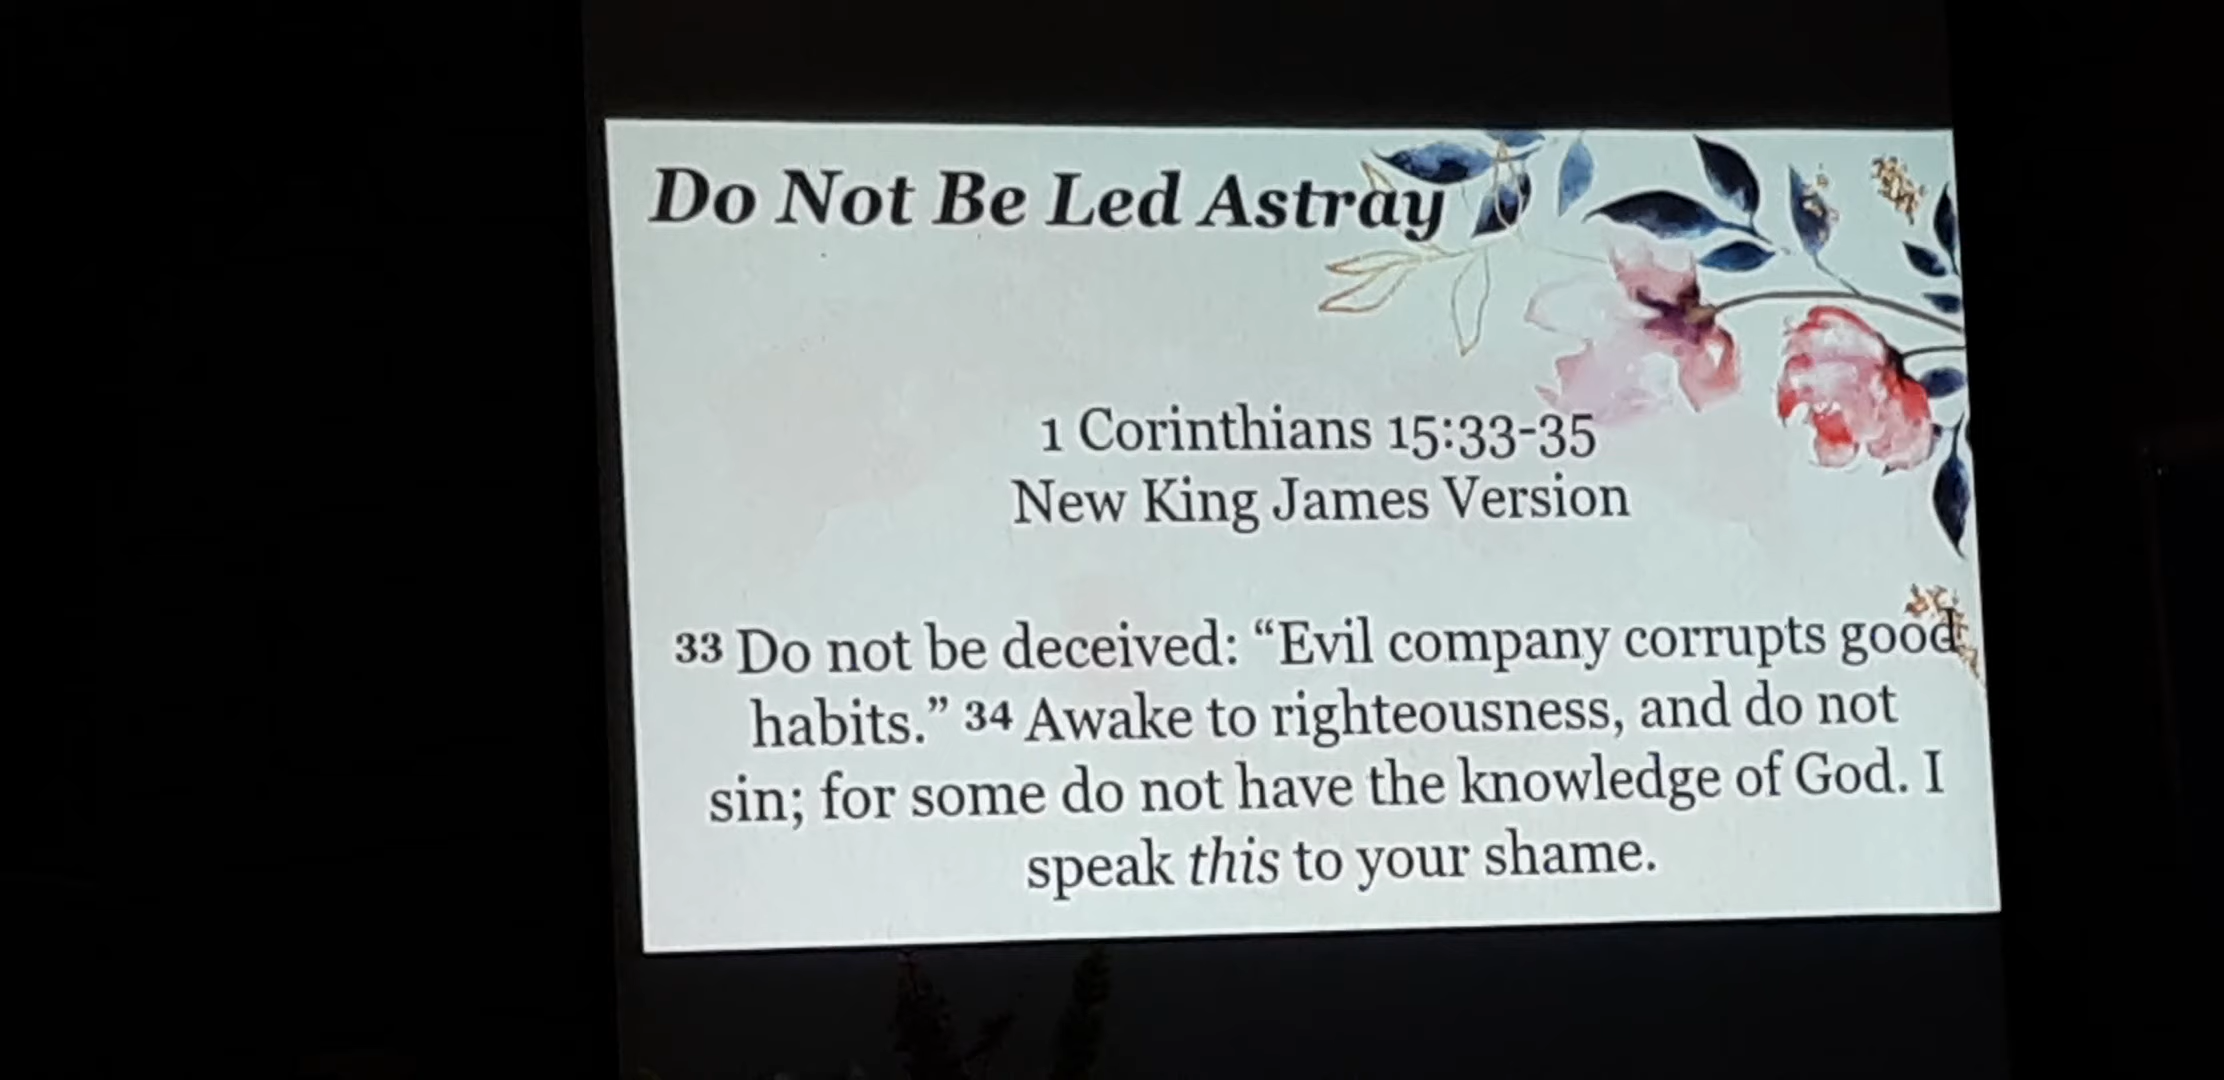 Do Not Be Led Astray
1 Corinthians 15:33-35
New King James Version
33 Do not be deceived: “Evil company corrupts good
habits.” 34 Awake to righteousness, and do not
sin; for some do not have the knowledge of God. I
speak this to your shame.